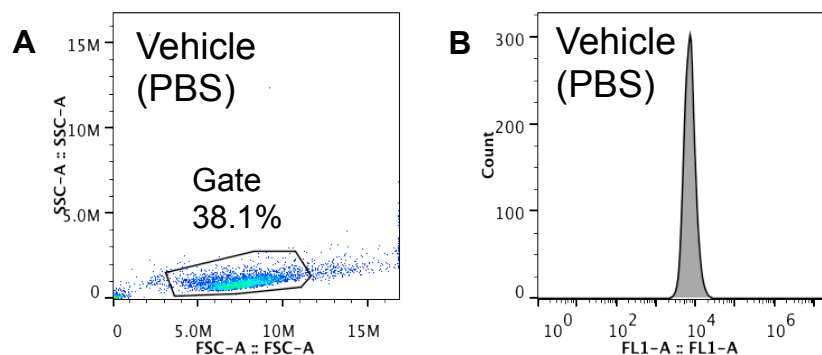 A
Vehicle
(PBS)
Gate
38.1%
SSC-A :: SSC-A
15M
10M
5.0M
0
0 5.0M 10M 15M
FSC-A :: FSC-A
B
Vehicle
(PBS)
Count
300
200
100
0
10^0 10^2 10^4 10^6
FL1-A :: FL1-A